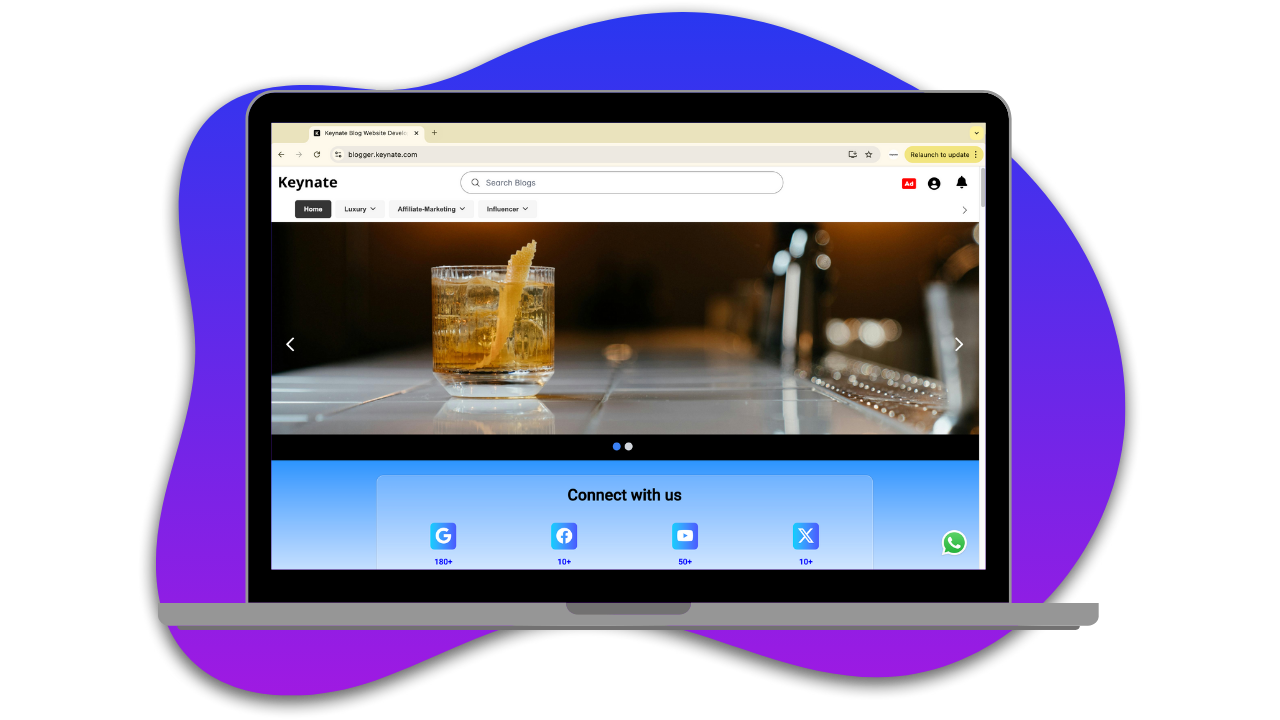 Keynate Blog Website Develo
blogger.keynate.com
Relaunch to update
Keynate
Search Blogs
Ad
Home Luxury Affiliate-Marketing Influencer
Connect with us
180+ 10+ 50+ 10+